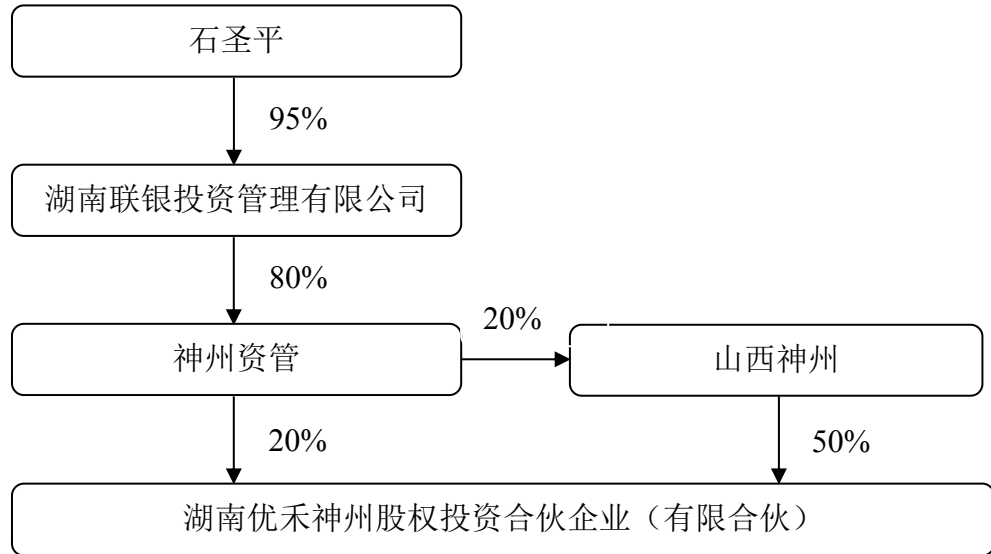 石圣平
95%
湖南联银投资管理有限公司
80%
神州资管
20%
山西神州
20%
50%
湖南优禾神州股权投资合伙企业（有限合伙）